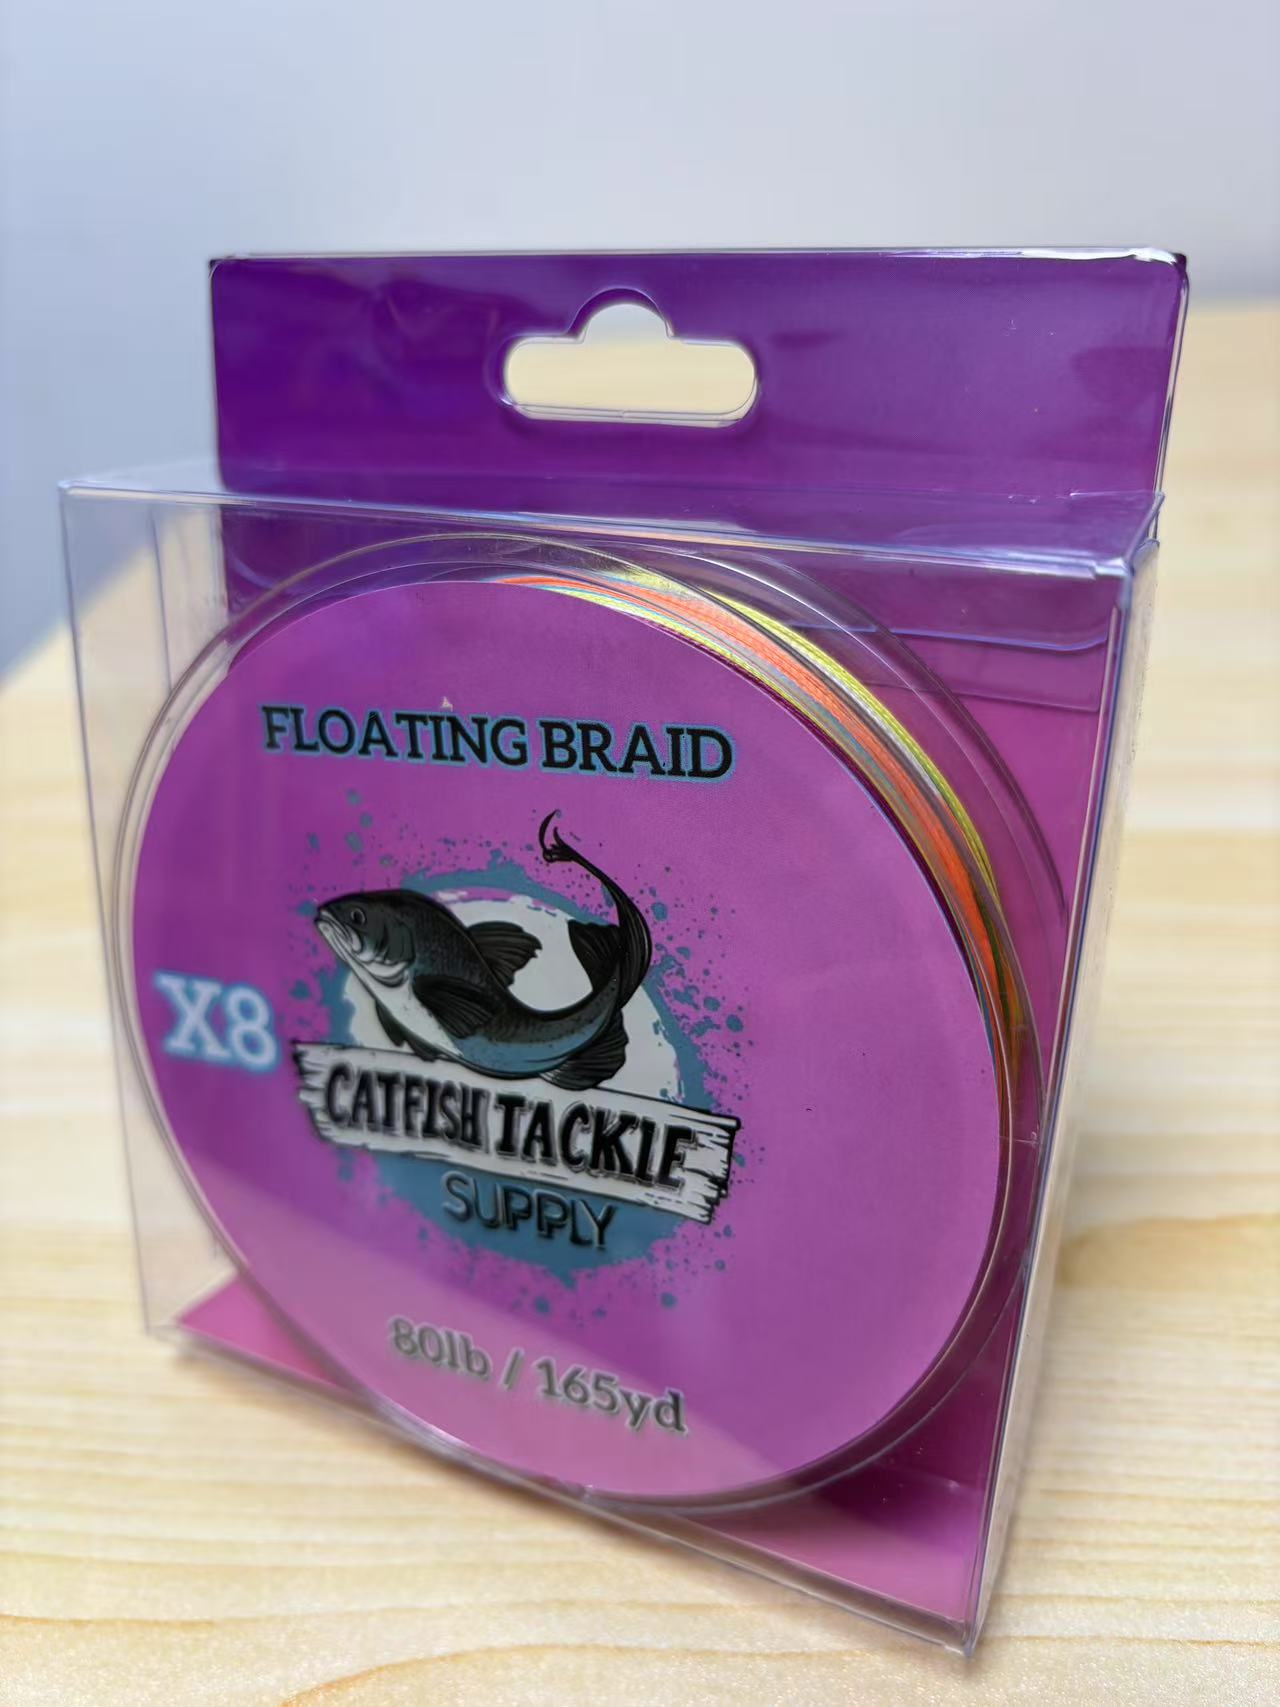 FLOATING BRAID
X8
CATFISH TACKLE
SUPPLY
80lb / 165yd